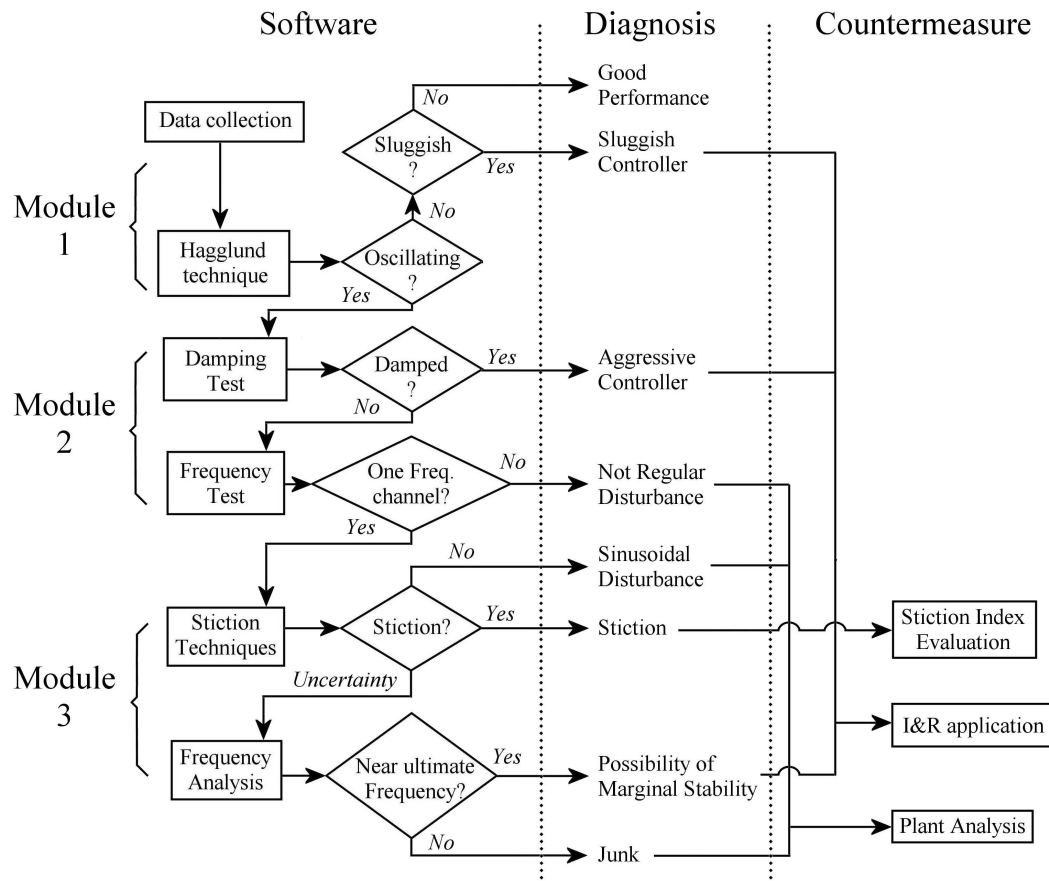 Software
Diagnosis
Countermeasure
Good
Performance
No
Data collection
Sluggish
?
Yes
Sluggish
Controller
Module
1
No
Hagglund
technique
Oscillating
?
Yes
Damping
Test
Damped
?
Yes
Aggressive
Controller
Module
2
No
Frequency
Test
One Freq.
channel?
No
Not Regular
Disturbance
Yes
No
Sinusoidal
Disturbance
Stiction
Techniques
Stiction?
Yes
Stiction
Stiction Index
Evaluation
Module
3
Uncertainty
I&R application
Frequency
Analysis
Near ultimate
Frequency?
Yes
Possibility of
Marginal Stability
Plant Analysis
No
Junk